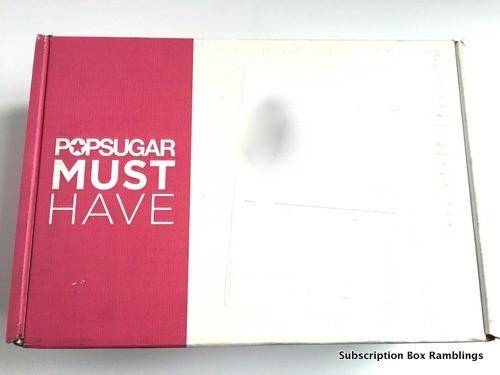 POPSUGAR
MUST
HAVE
Subscription Box Ramblings